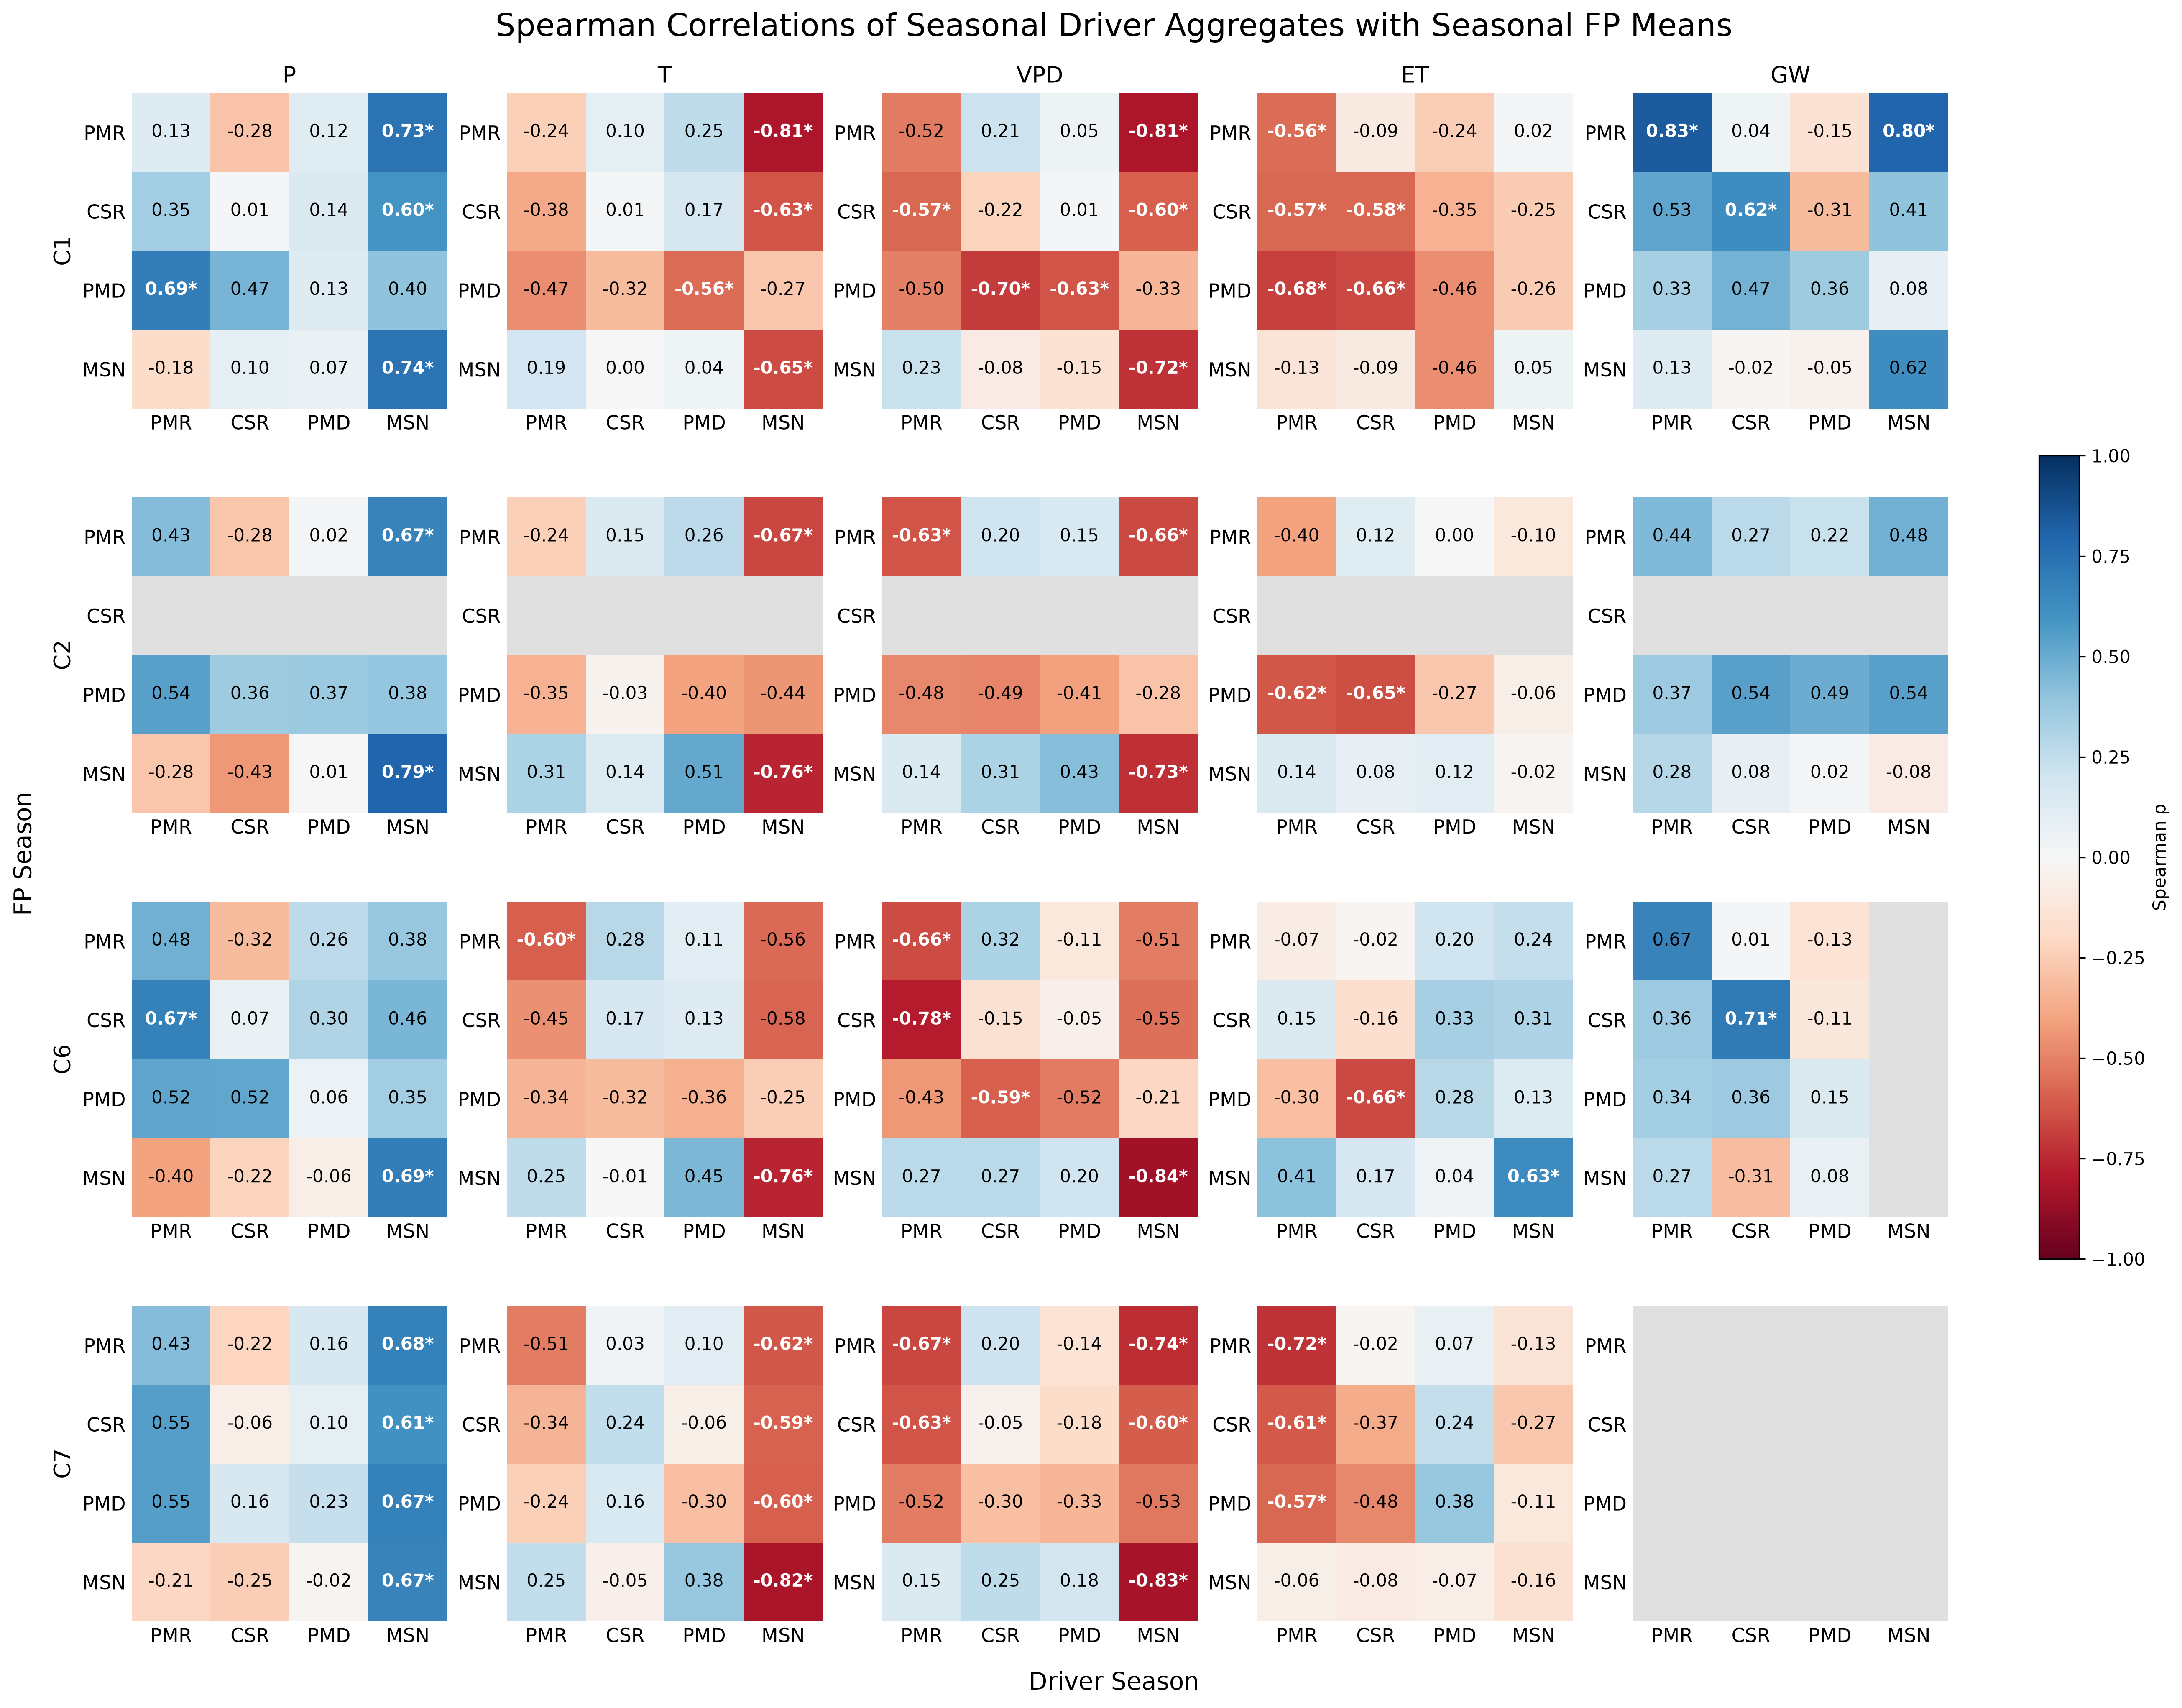 Spearman Correlations of Seasonal Driver Aggregates with Seasonal FP Means
P T VPD ET GW
PMR 0.13 -0.28 0.12 0.73* PMR -0.24 0.10 0.25 -0.81* PMR -0.52 0.21 0.05 -0.81* PMR -0.56* -0.09 -0.24 0.02 PMR 0.83* 0.04 -0.15 0.80*
CSR 0.35 0.01 0.14 0.60* CSR -0.38 0.01 0.17 -0.63* CSR -0.57* -0.22 0.01 -0.60* CSR -0.57* -0.58* -0.35 -0.25 CSR 0.53 0.62* -0.31 0.41
C1
PMD 0.69* 0.47 0.13 0.40 PMD -0.47 -0.32 -0.56* -0.27 PMD -0.50 -0.70* -0.63* -0.33 PMD -0.68* -0.66* -0.46 -0.26 PMD 0.33 0.47 0.36 0.08
MSN -0.18 0.10 0.07 0.74* MSN 0.19 0.00 0.04 -0.65* MSN 0.23 -0.08 -0.15 -0.72* MSN -0.13 -0.09 -0.46 0.05 MSN 0.13 -0.02 -0.05 0.62
PMR CSR PMD MSN PMR CSR PMD MSN PMR CSR PMD MSN PMR CSR PMD MSN PMR CSR PMD MSN
PMR 0.43 -0.28 0.02 0.67* PMR -0.24 0.15 0.26 -0.67* PMR -0.63* 0.20 0.15 -0.66* PMR -0.40 0.12 0.00 -0.10 PMR 0.44 0.27 0.22 0.48
CSR CSR CSR CSR CSR
C2
PMD 0.54 0.36 0.37 0.38 PMD -0.35 -0.03 -0.40 -0.44 PMD -0.48 -0.49 -0.41 -0.28 PMD -0.62* -0.65* -0.27 -0.06 PMD 0.37 0.54 0.49 0.54
MSN -0.28 -0.43 0.01 0.79* MSN 0.31 0.14 0.51 -0.76* MSN 0.14 0.31 0.43 -0.73* MSN 0.14 0.08 0.12 -0.02 MSN 0.28 0.08 0.02 -0.08
PMR CSR PMD MSN PMR CSR PMD MSN PMR CSR PMD MSN PMR CSR PMD MSN PMR CSR PMD MSN
FP Season
PMR 0.48 -0.32 0.26 0.38 PMR -0.60* 0.28 0.11 -0.56 PMR -0.66* 0.32 -0.11 -0.51 PMR -0.07 -0.02 0.20 0.24 PMR 0.67 0.01 -0.13
CSR 0.67* 0.07 0.30 0.46 CSR -0.45 0.17 0.13 -0.58 CSR -0.78* -0.15 -0.05 -0.55 CSR 0.15 -0.16 0.33 0.31 CSR 0.36 0.71* -0.11
C6
PMD 0.52 0.52 0.06 0.35 PMD -0.34 -0.32 -0.36 -0.25 PMD -0.43 -0.59* -0.52 -0.21 PMD -0.30 -0.66* 0.28 0.13 PMD 0.34 0.36 0.15
MSN -0.40 -0.22 -0.06 0.69* MSN 0.25 -0.01 0.45 -0.76* MSN 0.27 0.27 0.20 -0.84* MSN 0.41 0.17 0.04 0.63* MSN 0.27 -0.31 0.08
PMR CSR PMD MSN PMR CSR PMD MSN PMR CSR PMD MSN PMR CSR PMD MSN PMR CSR PMD MSN
PMR 0.43 -0.22 0.16 0.68* PMR -0.51 0.03 0.10 -0.62* PMR -0.67* 0.20 -0.14 -0.74* PMR -0.72* -0.02 0.07 -0.13 PMR
CSR 0.55 -0.06 0.10 0.61* CSR -0.34 0.24 -0.06 -0.59* CSR -0.63* -0.05 -0.18 -0.60* CSR -0.61* -0.37 0.24 -0.27 CSR
C7
PMD 0.55 0.16 0.23 0.67* PMD -0.24 0.16 -0.30 -0.60* PMD -0.52 -0.30 -0.33 -0.53 PMD -0.57* -0.48 0.38 -0.11 PMD
MSN -0.21 -0.25 -0.02 0.67* MSN 0.25 -0.05 0.38 -0.82* MSN 0.15 0.25 0.18 -0.83* MSN -0.06 -0.08 -0.07 -0.16 MSN
PMR CSR PMD MSN PMR CSR PMD MSN PMR CSR PMD MSN PMR CSR PMD MSN PMR CSR PMD MSN
Driver Season
1.00
0.75
0.50
0.25
0.00
−0.25
−0.50
−0.75
−1.00
Spearman ρ